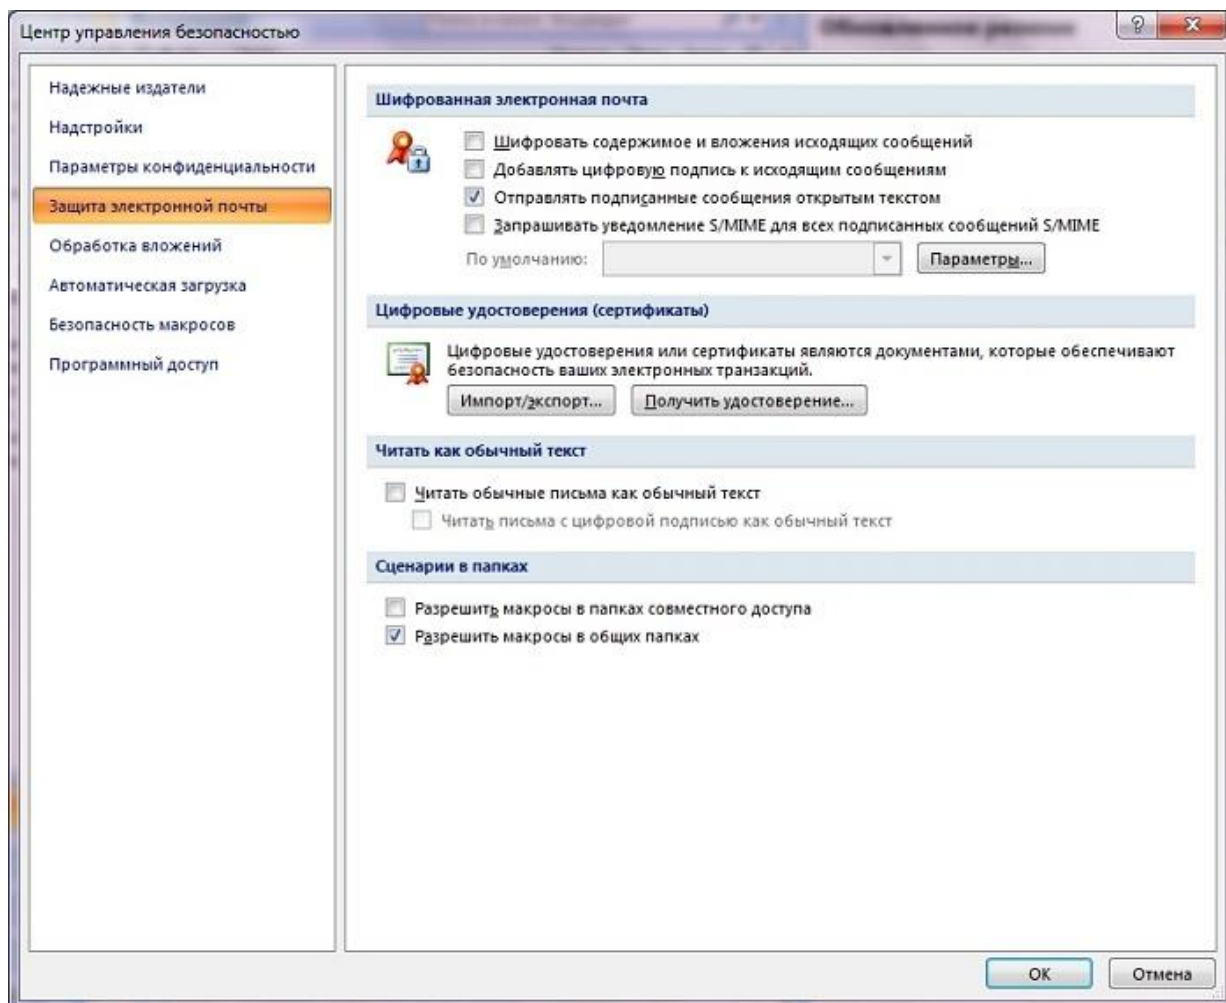 Центр управления безопасностью
Надежные издатели
Надстройки
Параметры конфиденциальности
Защита электронной почты
Обработка вложений
Автоматическая загрузка
Безопасность макросов
Программный доступ
Шифрованная электронная почта
Шифровать содержимое и вложения исходящих сообщений
Добавлять цифровую подпись к исходящим сообщениям
Отправлять подписанные сообщения открытым текстом
Запрашивать уведомление S/MIME для всех подписанных сообщений S/MIME
По умолчанию:
Параметры...
Цифровые удостоверения (сертификаты)
Цифровые удостоверения или сертификаты являются документами, которые обеспечивают
безопасность ваших электронных транзакций.
Импорт/экспорт...
Получить удостоверение...
Читать как обычный текст
Читать обычные письма как обычный текст
Читать письма с цифровой подписью как обычный текст
Сценарии в папках
Разрешить макросы в папках совместного доступа
Разрешить макросы в общих папках
ОК
Отмена